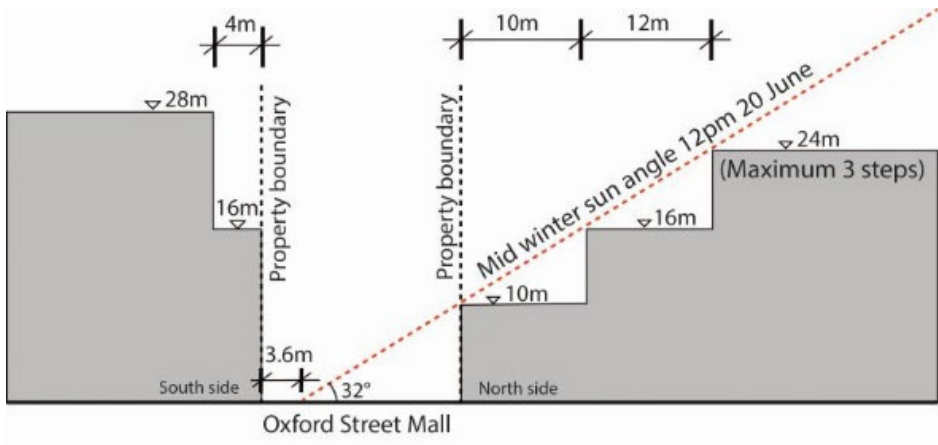 4m
10m
12m
28m
16m
Property boundary
Property boundary
Mid winter sun angle 12pm 20 June
24m
(Maximum 3 steps)
16m
10m
3.6m
32°
South side
North side
Oxford Street Mall